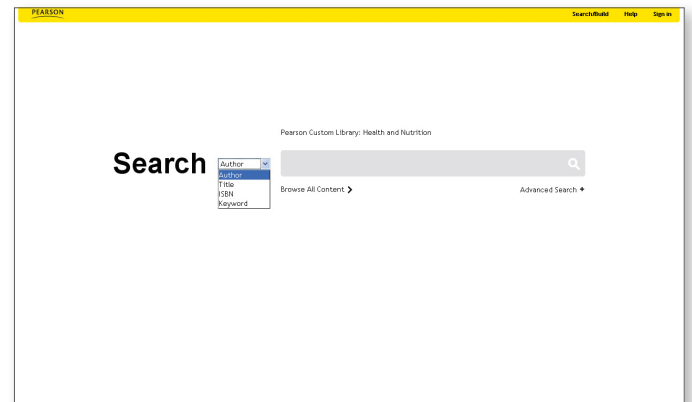 PEARSON
Search/Build Help Sign in
Pearson Custom Library: Health and Nutrition
Search
Author
Author
Title
ISBN
Keyword
Browse All Content
Advanced Search +